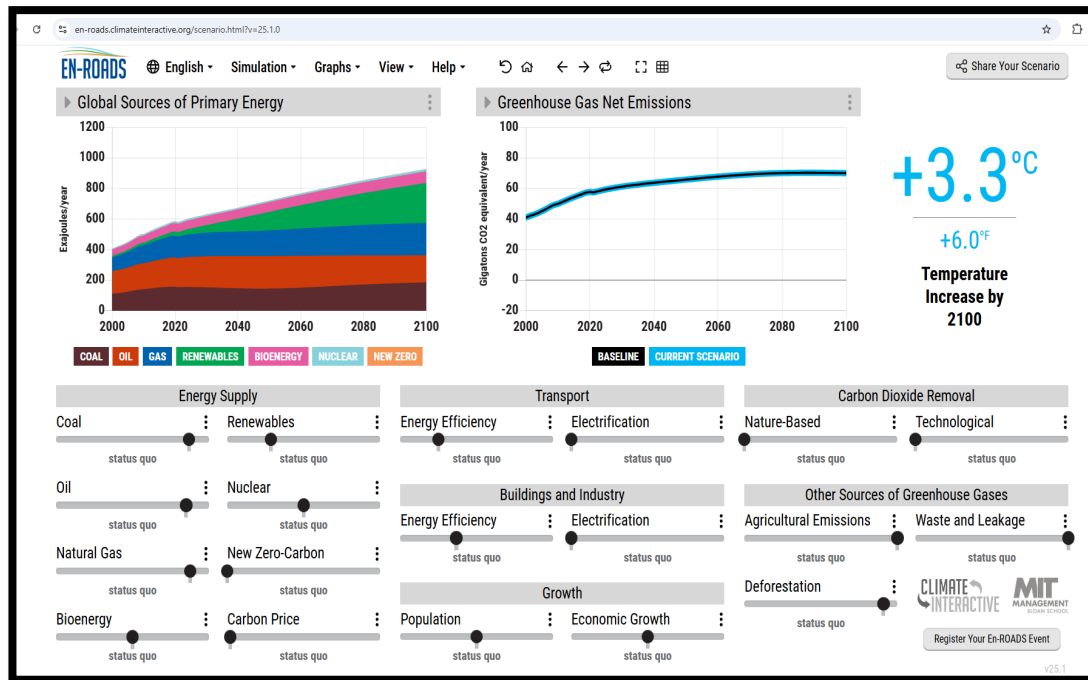 en-roads.climateinteractive.org/scenario.html?v=25.1.0
EN-ROADS English Simulation Graphs View Help Share Your Scenario
Global Sources of Primary Energy
1200
1000
800
600
400
200
0
Exajoules/year
2000 2020 2040 2060 2080 2100
COAL OIL GAS RENEWABLES BIOENERGY NUCLEAR NEW ZERO
Greenhouse Gas Net Emissions
100
80
60
40
20
0
-20
Gigatons CO2 equivalent/year
2000 2020 2040 2060 2080 2100
BASELINE CURRENT SCENARIO
+3.3°C
+6.0°F
Temperature
Increase by
2100
Energy Supply
Coal Renewables
status quo status quo
Oil Nuclear
status quo status quo
Natural Gas New Zero-Carbon
status quo status quo
Bioenergy Carbon Price
status quo status quo
Transport
Energy Efficiency Electrification
status quo status quo
Buildings and Industry
Energy Efficiency Electrification
status quo status quo
Growth
Population Economic Growth
status quo status quo
Carbon Dioxide Removal
Nature-Based Technological
status quo status quo
Other Sources of Greenhouse Gases
Agricultural Emissions Waste and Leakage
status quo status quo
Deforestation
status quo
CLIMATE
INTERACTIVE
MIT
MANAGEMENT
SLOAN SCHOOL
Register Your En-ROADS Event
v25.1